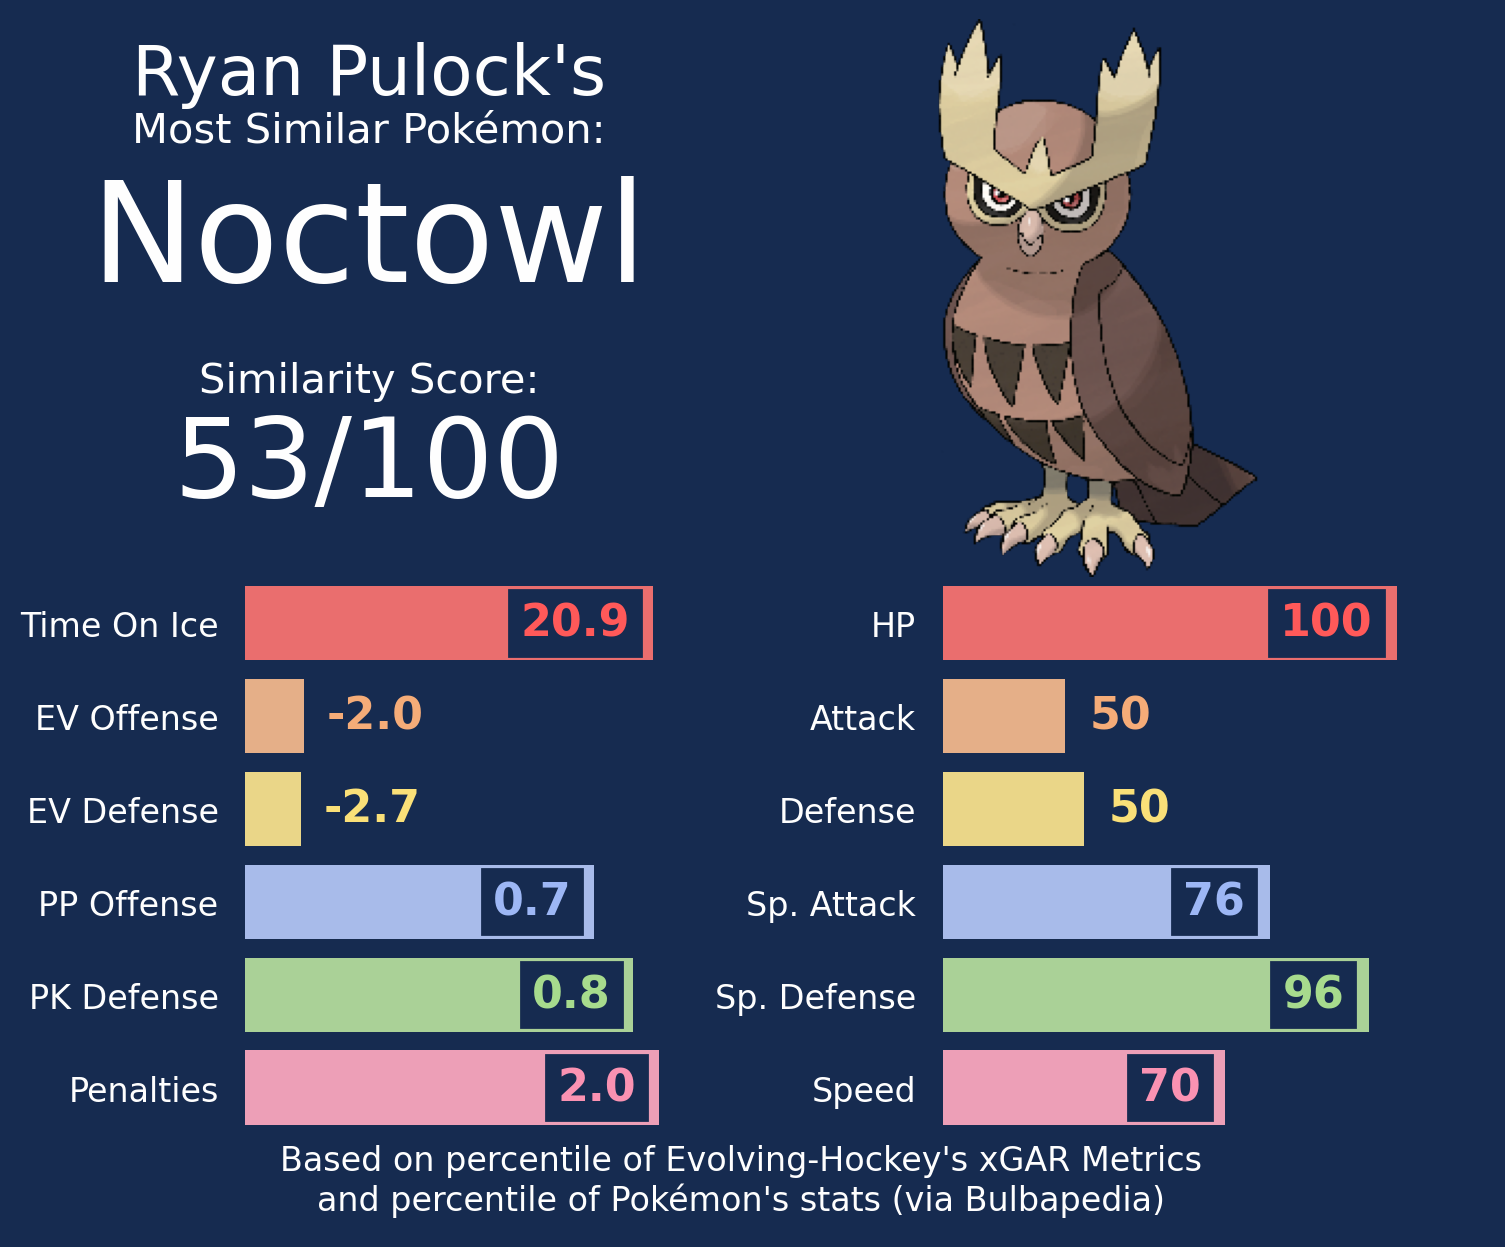 Ryan Pulock's
Most Similar Pokémon:
Noctowl
Similarity Score:
53/100
Time On Ice 20.9
EV Offense -2.0
EV Defense -2.7
PP Offense 0.7
PK Defense 0.8
Penalties 2.0
HP 100
Attack 50
Defense 50
Sp. Attack 76
Sp. Defense 96
Speed 70
Based on percentile of Evolving-Hockey's xGAR Metrics
and percentile of Pokémon's stats (via Bulbapedia)